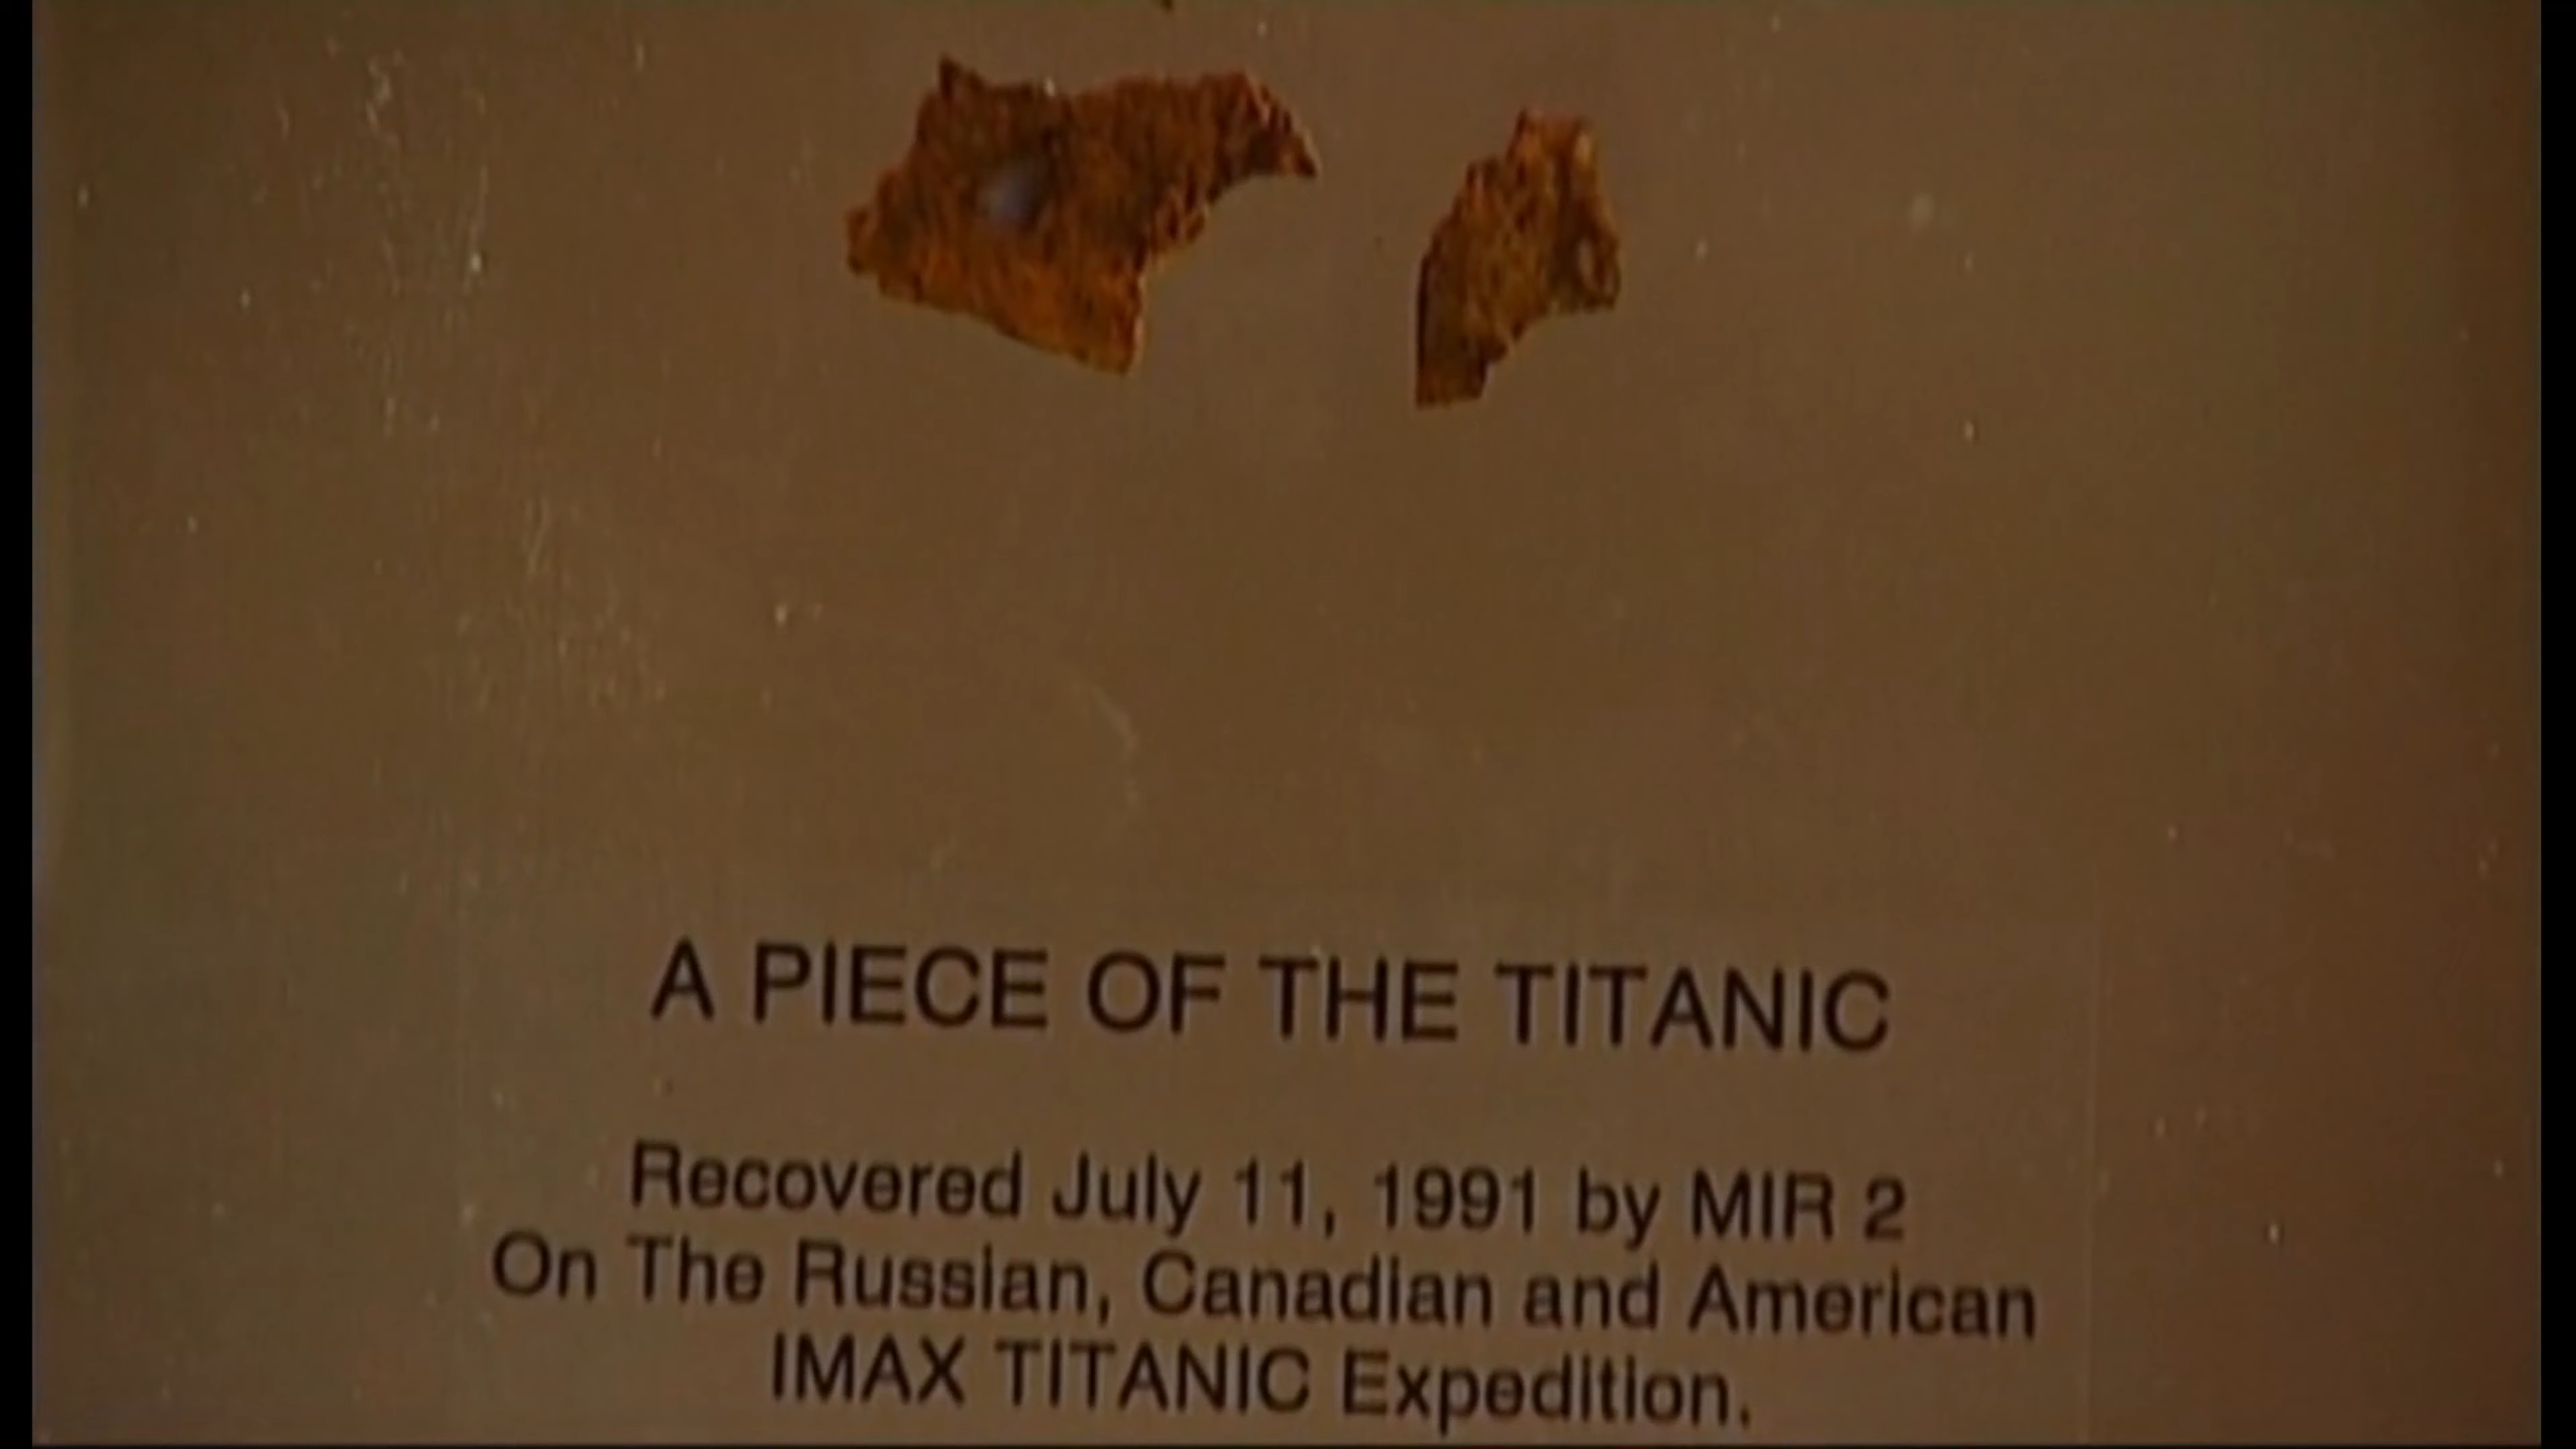 A PIECE OF THE TITANIC
Recovered July 11, 1991 by MIR 2
On The Russian, Canadian and American
IMAX TITANIC Expedition.